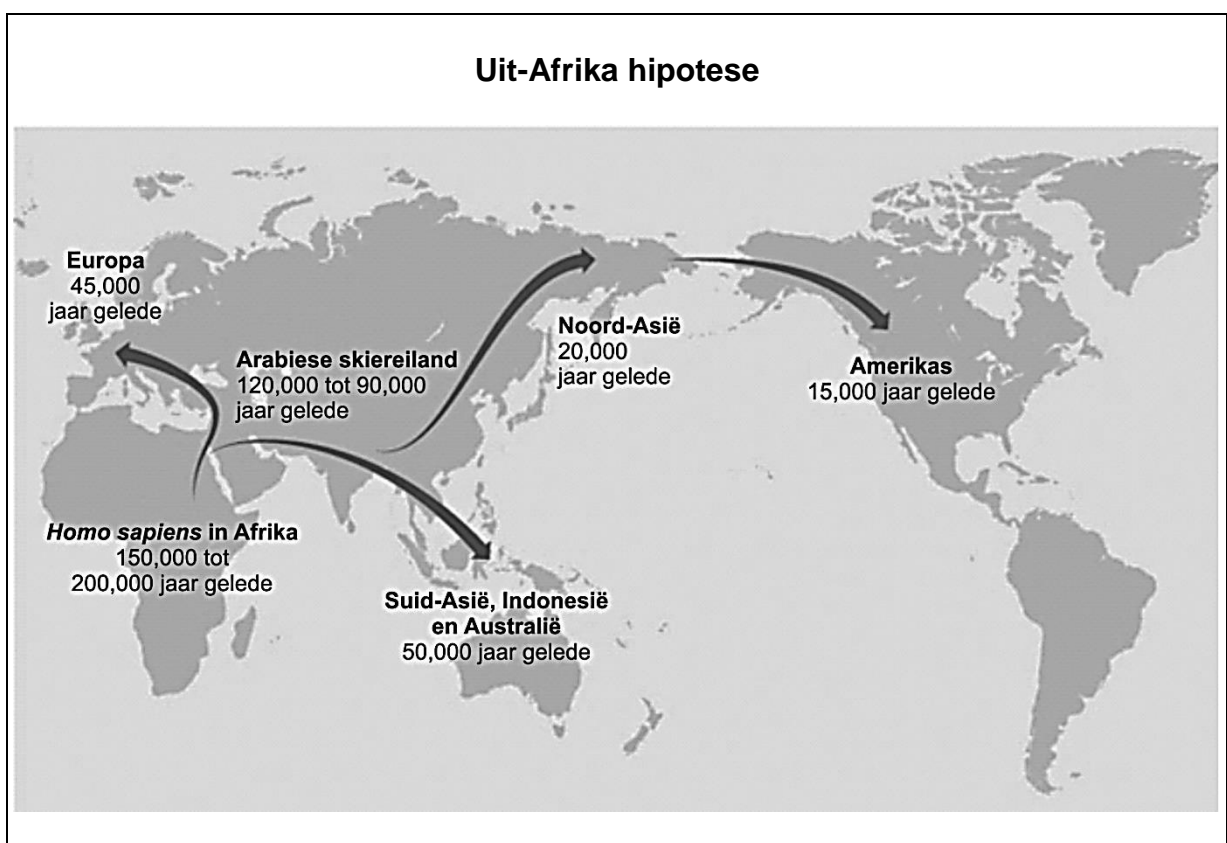 Uit-Afrika hipotese
Europa
45,000
jaar gelede
Arabiese skiereiland
120,000 tot 90,000
jaar gelede
Noord-Asië
20,000
jaar gelede
Amerikas
15,000 jaar gelede
Homo sapiens in Afrika
150,000 tot
200,000 jaar gelede
Suid-Asië, Indonesië
en Australië
50,000 jaar gelede